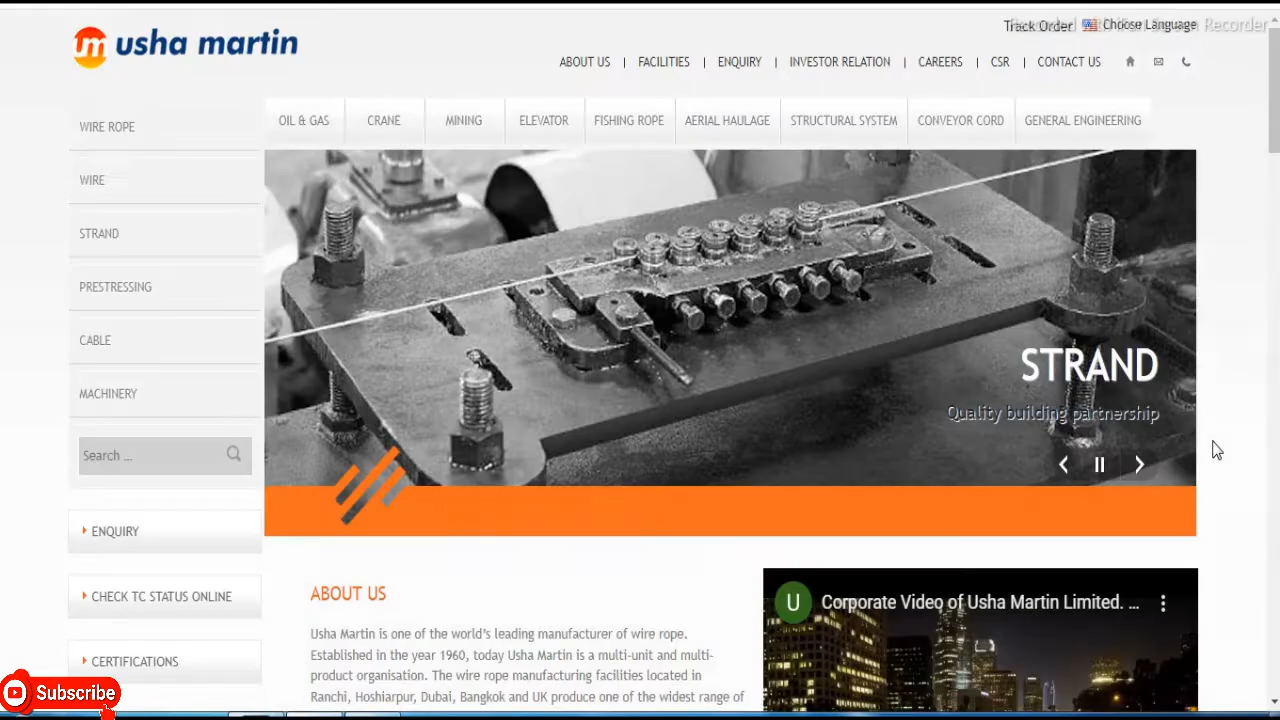 Track Order Choose Language
Screen Recorder
usha martin
ABOUT US | FACILITIES | ENQUIRY | INVESTOR RELATION | CAREERS | CSR | CONTACT US
OIL & GAS CRANE MINING ELEVATOR FISHING ROPE AERIAL HAULAGE STRUCTURAL SYSTEM CONVEYOR CORD GENERAL ENGINEERING
WIRE ROPE
WIRE
STRAND
PRESTRESSING
CABLE
MACHINERY
Search ...
ENQUIRY
CHECK TC STATUS ONLINE
CERTIFICATIONS
STRAND
Quality building partnership
ABOUT US
Usha Martin is one of the world's leading manufacturer of wire rope.
Established in the year 1960, today Usha Martin is a multi-unit and multi-
product organisation. The wire rope manufacturing facilities located in
Ranchi, Hoshiarpur, Dubai, Bangkok and UK produce one of the widest range of
U
Corporate Video of Usha Martin Limited. ...
Subscribe